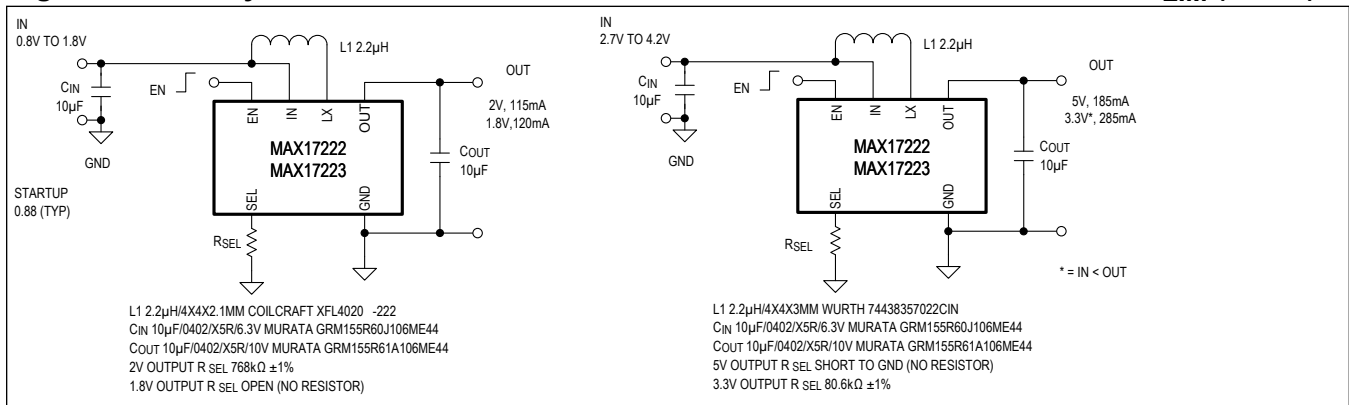 IN
0.8V TO 1.8V
L1 2.2µH
CIN
10µF
EN
OUT
2V, 115mA
1.8V,120mA
EN
IN
LX
OUT
MAX17222
MAX17223
COUT
10µF
GND
STARTUP
0.88 (TYP)
SEL
GND
RSEL
L1 2.2µH/4X4X2.1MM COILCRAFT XFL4020 -222
CIN 10µF/0402/X5R/6.3V MURATA GRM155R60J106ME44
COUT 10µF/0402/X5R/10V MURATA GRM155R61A106ME44
2V OUTPUT R SEL 768kΩ ±1%
1.8V OUTPUT R SEL OPEN (NO RESISTOR)
IN
2.7V TO 4.2V
L1 2.2µH
CIN
10µF
EN
OUT
5V, 185mA
3.3V*, 285mA
EN
IN
LX
OUT
MAX17222
MAX17223
COUT
10µF
GND
SEL
GND
RSEL
* = IN < OUT
L1 2.2µH/4X4X3MM WURTH 74438357022CIN
CIN 10µF/0402/X5R/6.3V MURATA GRM155R60J106ME44
COUT 10µF/0402/X5R/10V MURATA GRM155R61A106ME44
5V OUTPUT R SEL SHORT TO GND (NO RESISTOR)
3.3V OUTPUT R SEL 80.6kΩ ±1%